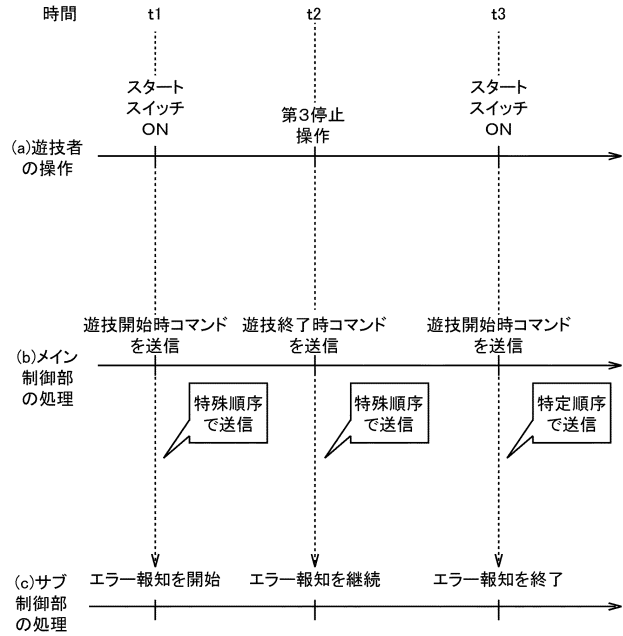 時間 t1 t2 t3
スタート
スイッチ
ON
第3停止
操作
スタート
スイッチ
ON
(a)遊技者
の操作
遊技開始時コマンド
を送信
遊技終了時コマンド
を送信
遊技開始時コマンド
を送信
(b)メイン
制御部
の処理
特殊順序
で送信
特殊順序
で送信
特定順序
で送信
エラー報知を開始
エラー報知を継続
エラー報知を終了
(c)サブ
制御部
の処理